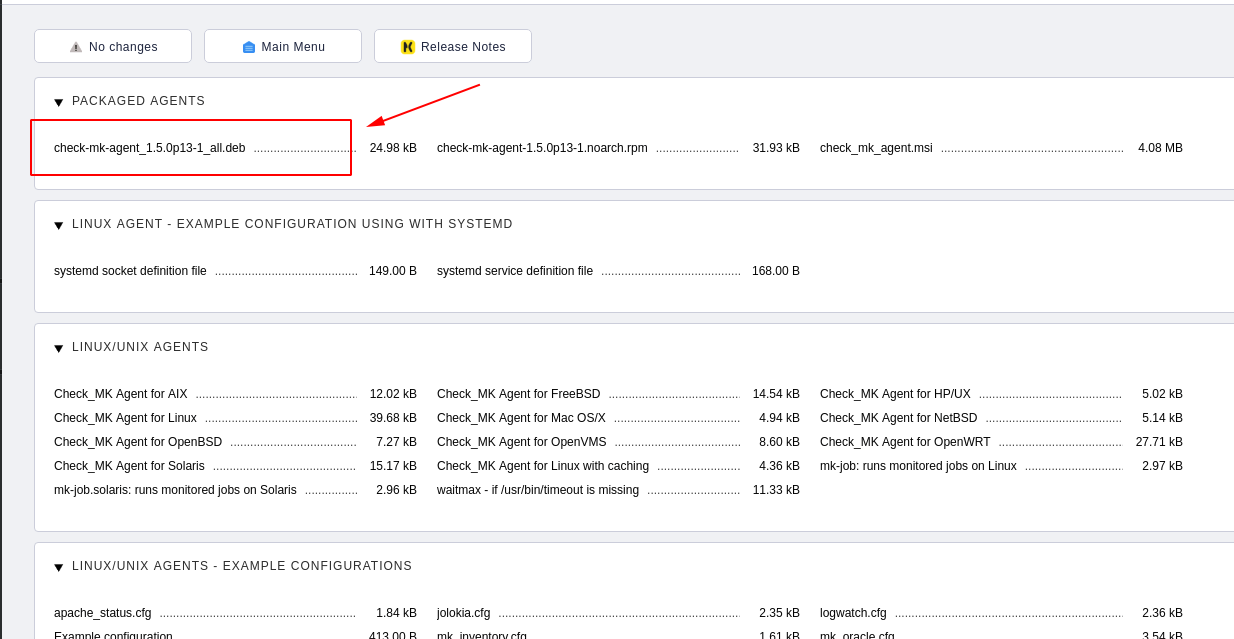 No changes Main Menu Release Notes
PACKAGED AGENTS
check-mk-agent_1.5.0p13-1_all.deb 24.98 kB check-mk-agent-1.5.0p13-1.noarch.rpm 31.93 kB check_mk_agent.msi 4.08 MB
LINUX AGENT - EXAMPLE CONFIGURATION USING WITH SYSTEMD
systemd socket definition file 149.00 B systemd service definition file 168.00 B
LINUX/UNIX AGENTS
Check_MK Agent for AIX 12.02 kB Check_MK Agent for FreeBSD 14.54 kB Check_MK Agent for HP/UX 5.02 kB
Check_MK Agent for Linux 39.68 kB Check_MK Agent for Mac OS/X 4.94 kB Check_MK Agent for NetBSD 5.14 kB
Check_MK Agent for OpenBSD 7.27 kB Check_MK Agent for OpenVMS 8.60 kB Check_MK Agent for OpenWRT 27.71 kB
Check_MK Agent for Solaris 15.17 kB Check_MK Agent for Linux with caching 4.36 kB mk-job: runs monitored jobs on Linux 2.97 kB
mk-job.solaris: runs monitored jobs on Solaris 2.96 kB waitmax - if /usr/bin/timeout is missing 11.33 kB
LINUX/UNIX AGENTS - EXAMPLE CONFIGURATIONS
apache_status.cfg 1.84 kB jolokia.cfg 2.35 kB logwatch.cfg 2.36 kB
Example configuration 413.00 B mk_inventory.cfg 1.61 kB mk_oracle.cfg 3.54 kB